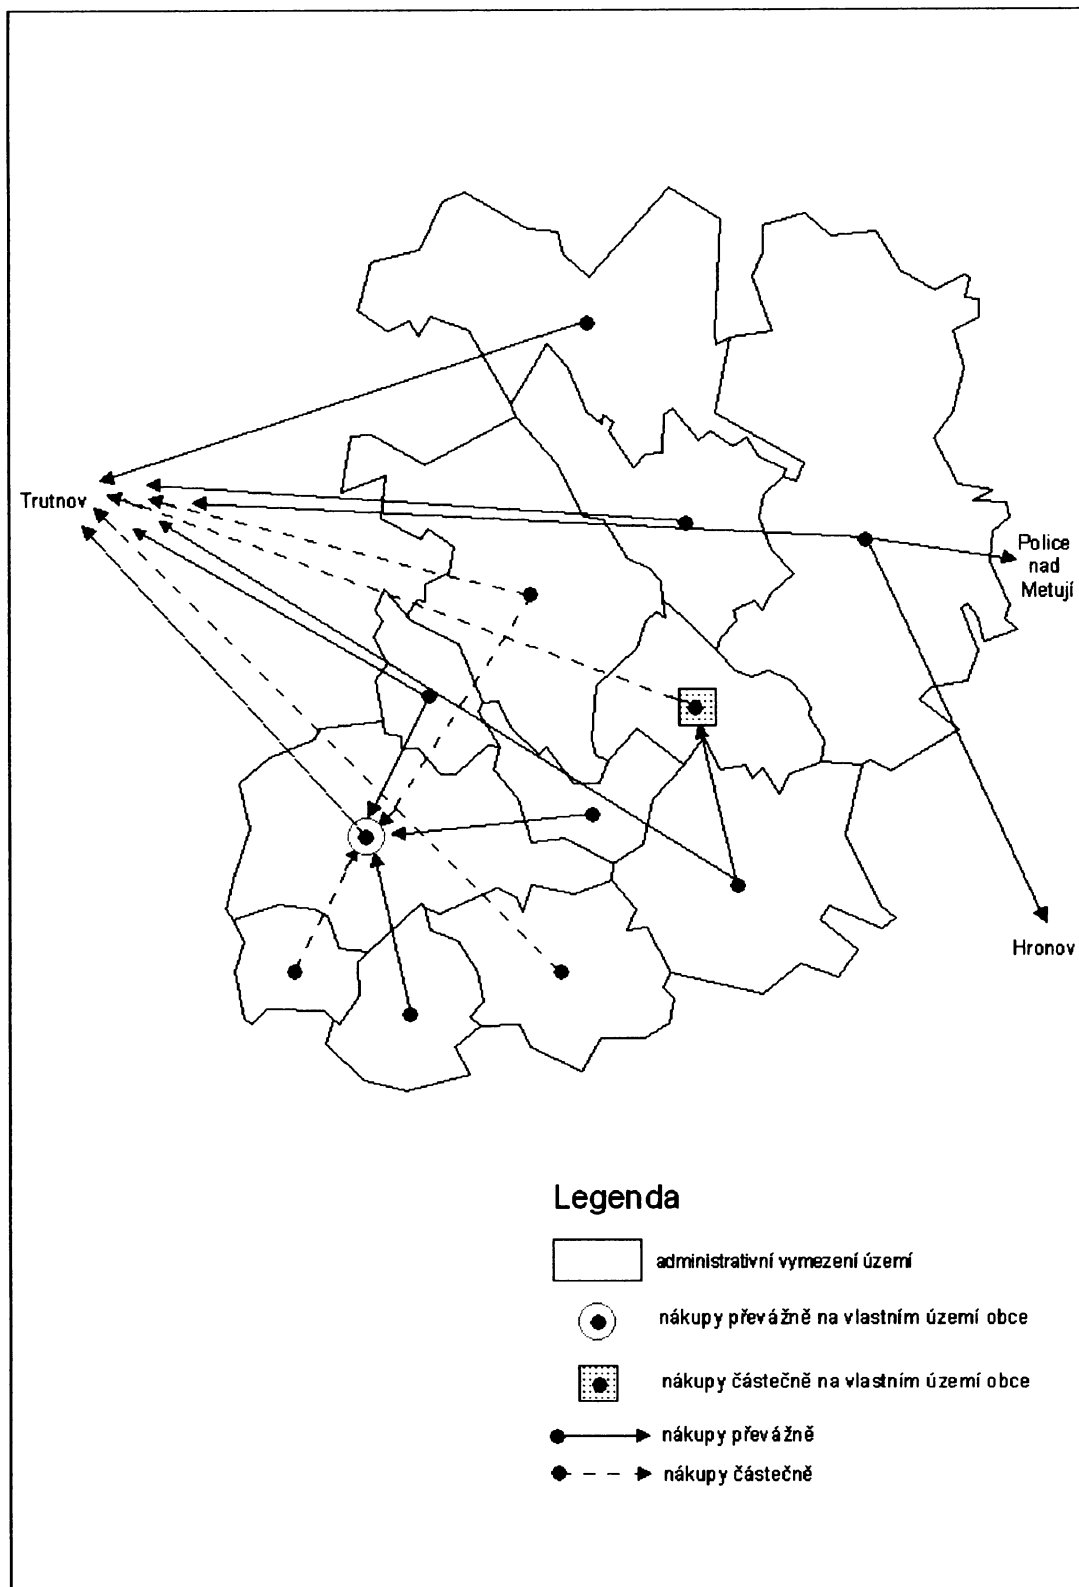 Trutnov
Police
nad
Metují
Hronov
Legenda
administrativní vymezení území
nákupy převážně na vlastním území obce
nákupy částečně na vlastním území obce
nákupy převážně
nákupy částečně